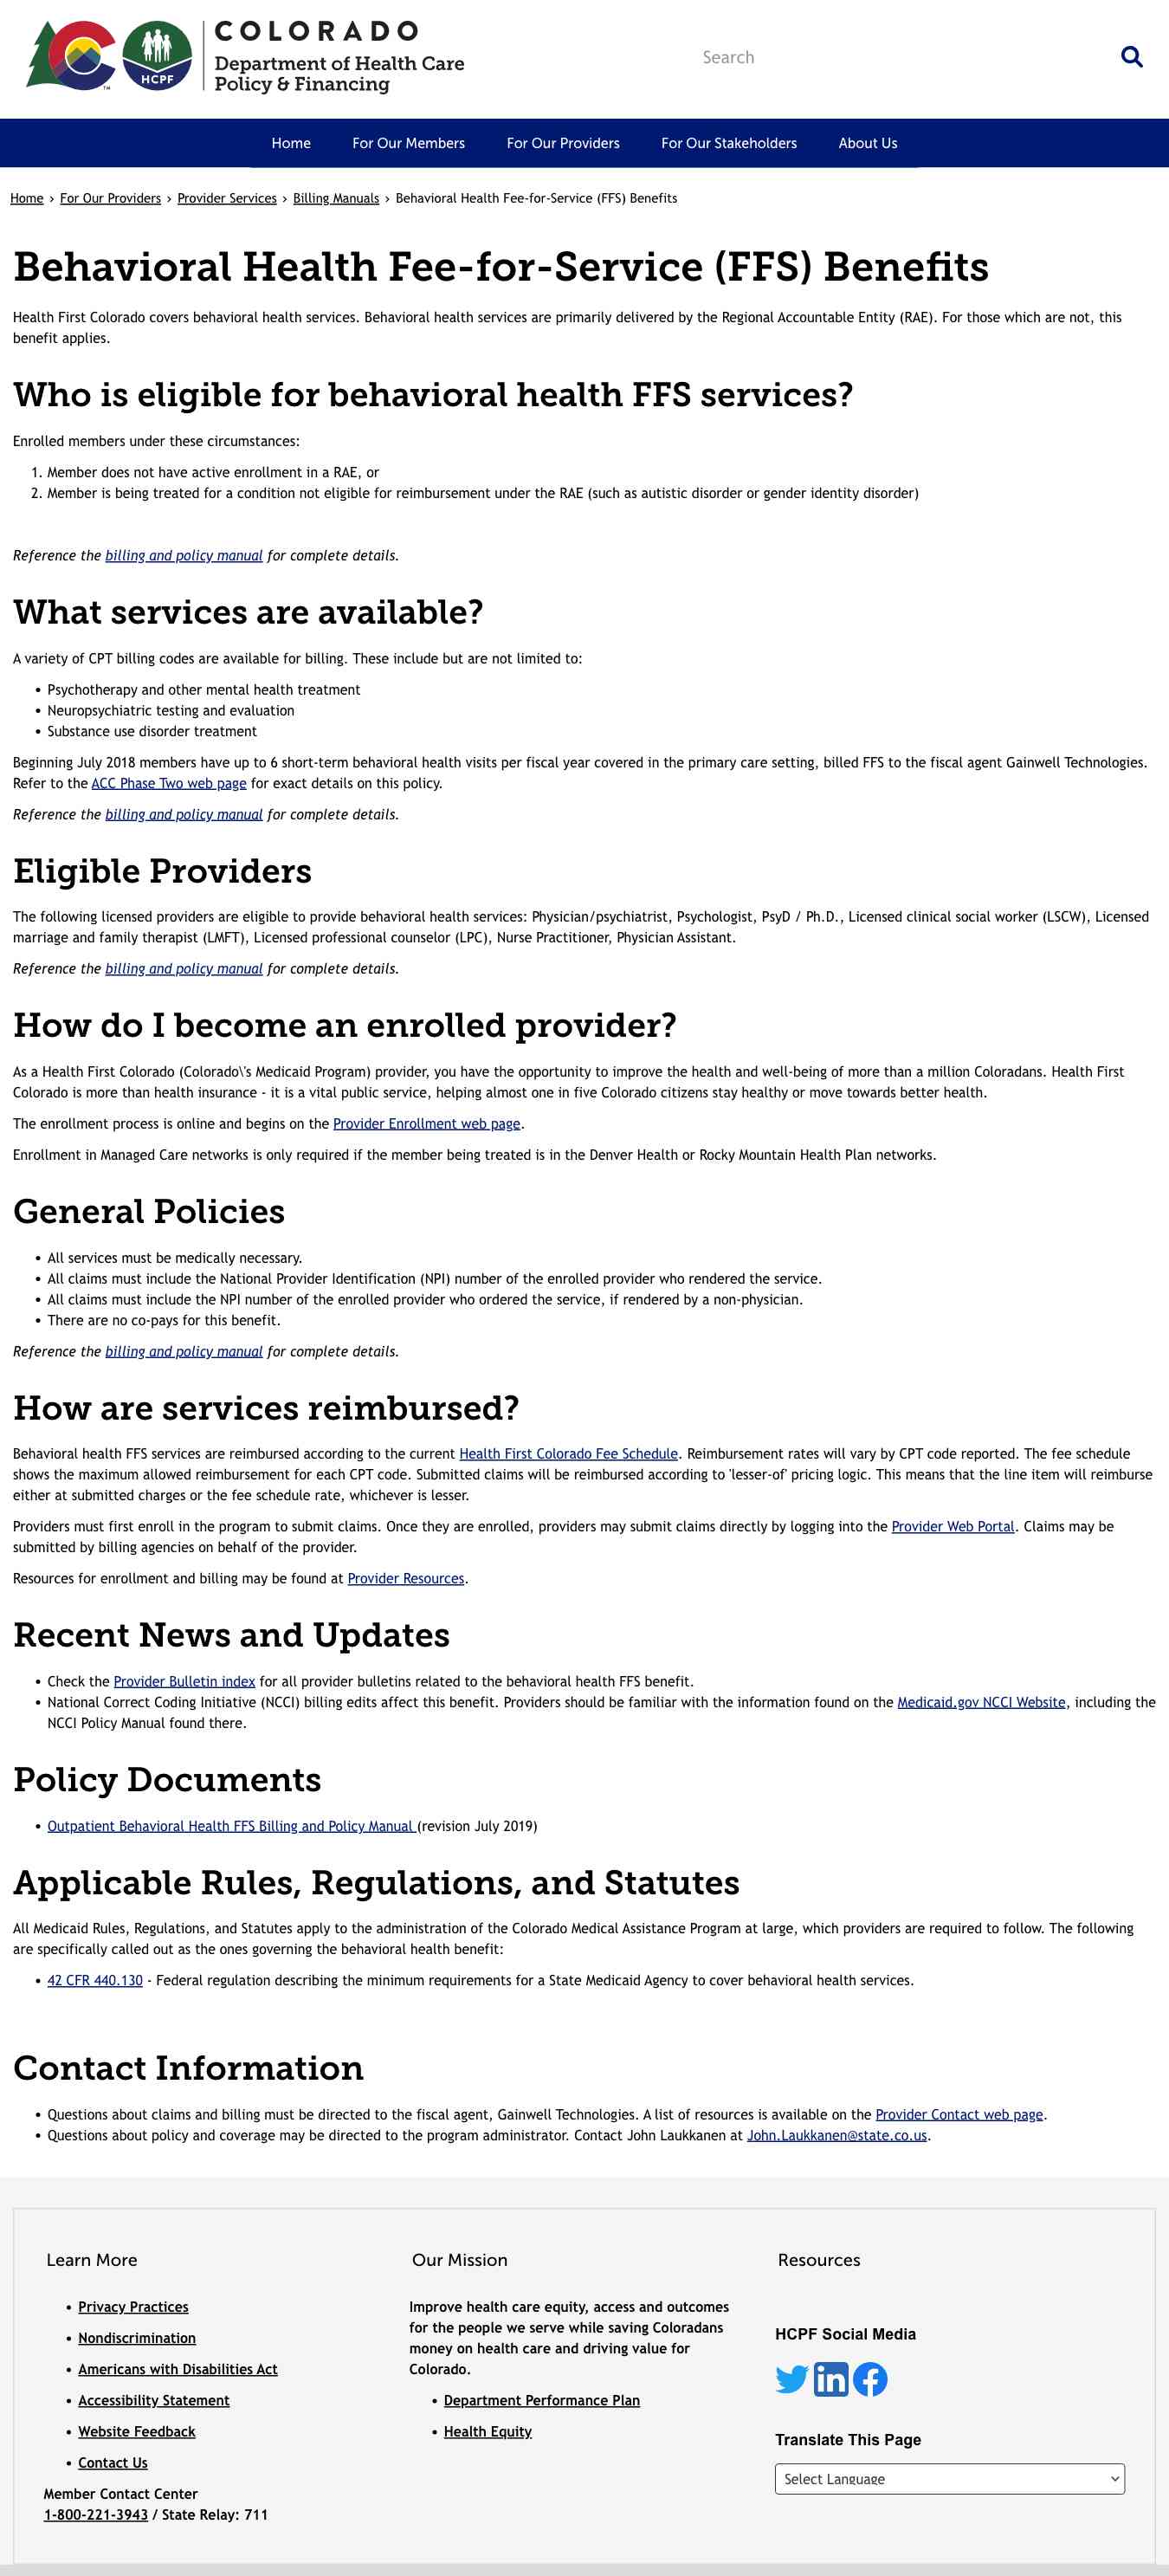 COLORADO
Department of Health Care
Policy & Financing
HCPF
TM
Search
Home For Our Members For Our Providers For Our Stakeholders About Us
Home › For Our Providers › Provider Services › Billing Manuals › Behavioral Health Fee-for-Service (FFS) Benefits
Behavioral Health Fee-for-Service (FFS) Benefits
Health First Colorado covers behavioral health services. Behavioral health services are primarily delivered by the Regional Accountable Entity (RAE). For those which are not, this
benefit applies.
Who is eligible for behavioral health FFS services?
Enrolled members under these circumstances:
1. Member does not have active enrollment in a RAE, or
2. Member is being treated for a condition not eligible for reimbursement under the RAE (such as autistic disorder or gender identity disorder)
Reference the billing and policy manual for complete details.
What services are available?
A variety of CPT billing codes are available for billing. These include but are not limited to:
• Psychotherapy and other mental health treatment
• Neuropsychiatric testing and evaluation
• Substance use disorder treatment
Beginning July 2018 members have up to 6 short-term behavioral health visits per fiscal year covered in the primary care setting, billed FFS to the fiscal agent Gainwell Technologies.
Refer to the ACC Phase Two web page for exact details on this policy.
Reference the billing and policy manual for complete details.
Eligible Providers
The following licensed providers are eligible to provide behavioral health services: Physician/psychiatrist, Psychologist, PsyD / Ph.D., Licensed clinical social worker (LSCW), Licensed
marriage and family therapist (LMFT), Licensed professional counselor (LPC), Nurse Practitioner, Physician Assistant.
Reference the billing and policy manual for complete details.
How do I become an enrolled provider?
As a Health First Colorado (Colorado\'s Medicaid Program) provider, you have the opportunity to improve the health and well-being of more than a million Coloradans. Health First
Colorado is more than health insurance - it is a vital public service, helping almost one in five Colorado citizens stay healthy or move towards better health.
The enrollment process is online and begins on the Provider Enrollment web page.
Enrollment in Managed Care networks is only required if the member being treated is in the Denver Health or Rocky Mountain Health Plan networks.
General Policies
• All services must be medically necessary.
• All claims must include the National Provider Identification (NPI) number of the enrolled provider who rendered the service.
• All claims must include the NPI number of the enrolled provider who ordered the service, if rendered by a non-physician.
• There are no co-pays for this benefit.
Reference the billing and policy manual for complete details.
How are services reimbursed?
Behavioral health FFS services are reimbursed according to the current Health First Colorado Fee Schedule. Reimbursement rates will vary by CPT code reported. The fee schedule
shows the maximum allowed reimbursement for each CPT code. Submitted claims will be reimbursed according to 'lesser-of' pricing logic. This means that the line item will reimburse
either at submitted charges or the fee schedule rate, whichever is lesser.
Providers must first enroll in the program to submit claims. Once they are enrolled, providers may submit claims directly by logging into the Provider Web Portal. Claims may be
submitted by billing agencies on behalf of the provider.
Resources for enrollment and billing may be found at Provider Resources.
Recent News and Updates
• Check the Provider Bulletin index for all provider bulletins related to the behavioral health FFS benefit.
• National Correct Coding Initiative (NCCI) billing edits affect this benefit. Providers should be familiar with the information found on the Medicaid.gov NCCI Website, including the
NCCI Policy Manual found there.
Policy Documents
• Outpatient Behavioral Health FFS Billing and Policy Manual (revision July 2019)
Applicable Rules, Regulations, and Statutes
All Medicaid Rules, Regulations, and Statutes apply to the administration of the Colorado Medical Assistance Program at large, which providers are required to follow. The following
are specifically called out as the ones governing the behavioral health benefit:
• 42 CFR 440.130 - Federal regulation describing the minimum requirements for a State Medicaid Agency to cover behavioral health services.
Contact Information
• Questions about claims and billing must be directed to the fiscal agent, Gainwell Technologies. A list of resources is available on the Provider Contact web page.
• Questions about policy and coverage may be directed to the program administrator. Contact John Laukkanen at John.Laukkanen@state.co.us.
Learn More
• Privacy Practices
• Nondiscrimination
• Americans with Disabilities Act
• Accessibility Statement
• Website Feedback
• Contact Us
Member Contact Center
1-800-221-3943 / State Relay: 711
Our Mission
Improve health care equity, access and outcomes
for the people we serve while saving Coloradans
money on health care and driving value for
Colorado.
• Department Performance Plan
• Health Equity
Resources
HCPF Social Media
Translate This Page
Select Language